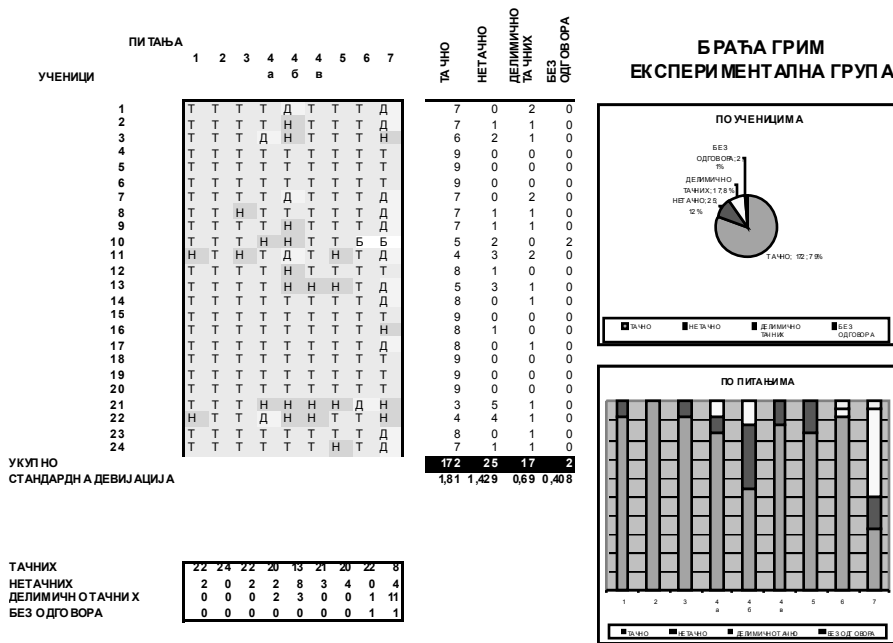 ПИТАЊА
1 2 3 4 4 4 5 6 7
а б в
УЧЕНИЦИ
ТАЧНО
НЕТАЧНО
ДЕЛИМИЧНО ТАЧНИХ
БЕЗ ОДГОВОРА
БРАЋА ГРИМ
ЕКСПЕРИМЕНТАЛНА ГРУПА
1 Т Т Т Т Д Т Т Т Д 7 0 2 0
2 Т Т Т Т Н Т Т Т Д 7 1 1 0
3 Т Т Т Д Н Т Т Т Н 6 2 1 0
4 Т Т Т Т Т Т Т Т Т 9 0 0 0
5 Т Т Т Т Т Т Т Т Т 9 0 0 0
6 Т Т Т Т Т Т Т Т Т 9 0 0 0
7 Т Т Т Т Д Т Т Т Д 7 0 2 0
8 Т Т Н Т Т Т Т Т Д 7 1 1 0
9 Т Т Т Т Н Т Т Т Д 7 1 1 0
10 Т Т Т Н Н Т Т Б Б 5 2 0 2
11 Н Т Н Т Д Т Н Т Д 4 3 2 0
12 Т Т Т Т Н Т Т Т Т 8 1 0 0
13 Т Т Т Т Н Н Н Т Д 5 3 1 0
14 Т Т Т Т Т Т Т Т Д 8 0 1 0
15 Т Т Т Т Т Т Т Т Т 9 0 0 0
16 Т Т Т Т Т Т Т Т Н 8 1 0 0
17 Т Т Т Т Т Т Т Т Д 8 0 1 0
18 Т Т Т Т Т Т Т Т Т 9 0 0 0
19 Т Т Т Т Т Т Т Т Т 9 0 0 0
20 Т Т Т Т Т Т Т Т Т 9 0 0 0
21 Т Т Т Н Н Н Н Д Н 3 5 1 0
22 Н Т Т Д Н Н Т Т Н 4 4 1 0
23 Т Т Т Т Т Т Т Т Д 8 0 1 0
24 Т Т Т Т Т Т Н Т Д 7 1 1 0
УКУПНО 172 25 17 2
СТАНДАРДНА ДЕВИЈАЦИЈА 1,81 1,429 0,69 0,408
ТАЧНИХ 22 24 22 20 13 21 20 22 8
НЕТАЧНИХ 2 0 2 2 8 3 4 0 4
ДЕЛИМИЧНО ТАЧНИХ 0 0 0 2 3 0 0 1 11
БЕЗ ОДГОВОРА 0 0 0 0 0 0 0 1 1
ПО УЧЕНИЦИМА
БЕЗ
ОДГОВОРА; 2
1%
ДЕЛИМИЧНО
ТАЧНИХ; 17; 8%
НЕТАЧНО; 25;
12%
ТАЧНО; 172; 79%
ТАЧНО НЕТАЧНО ДЕЛИМИЧНО ТАЧНИХ БЕЗ ОДГОВОРА
ПО ПИТАЊИМА
1 2 3 4 4 4 5 6 7
а б в
ТАЧНО НЕТАЧНО ДЕЛИМИЧНО ТАЧНО БЕЗ ОДГОВОРА